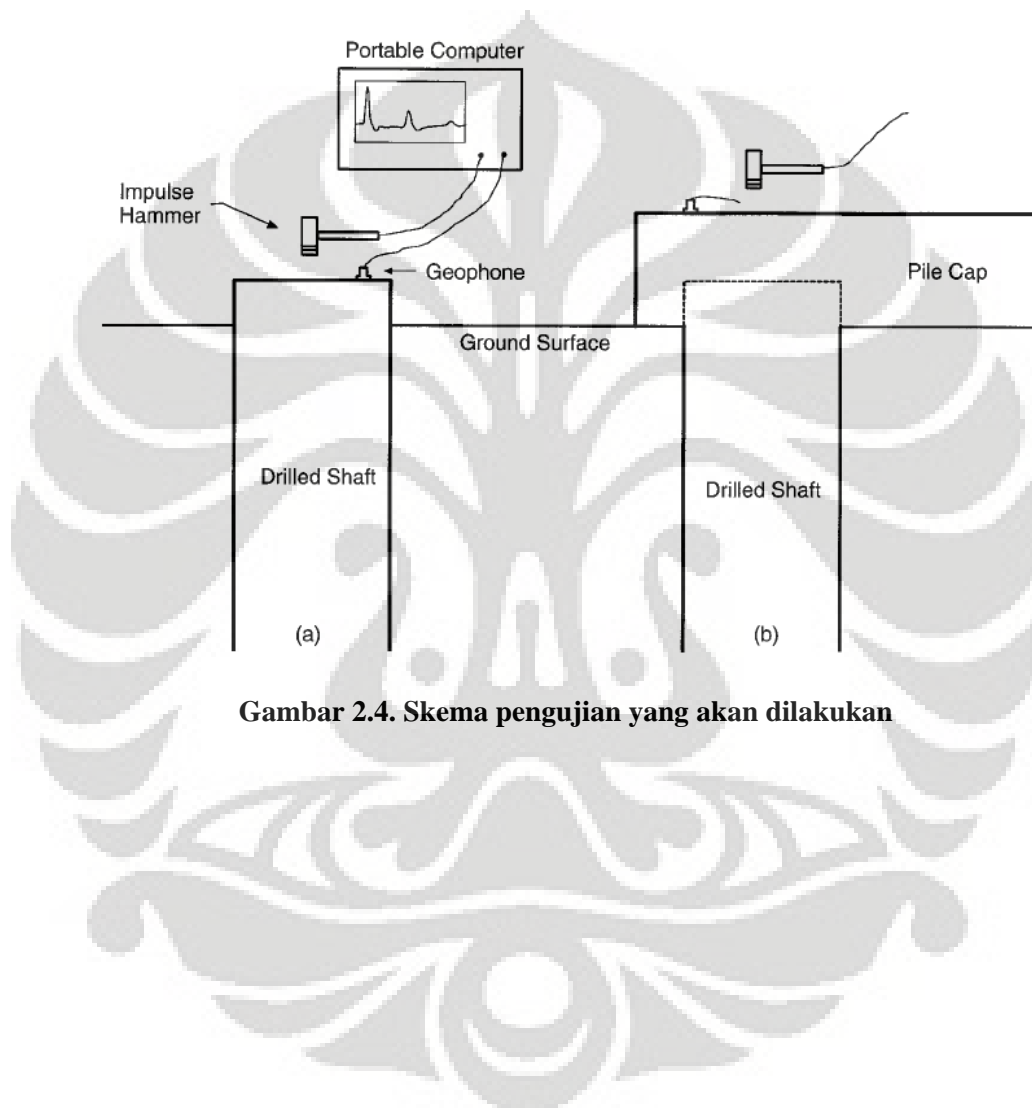 Portable Computer
Impulse
Hammer
Geophone
Pile Cap
Ground Surface
Drilled Shaft
Drilled Shaft
(a)
(b)
Gambar 2.4. Skema pengujian yang akan dilakukan